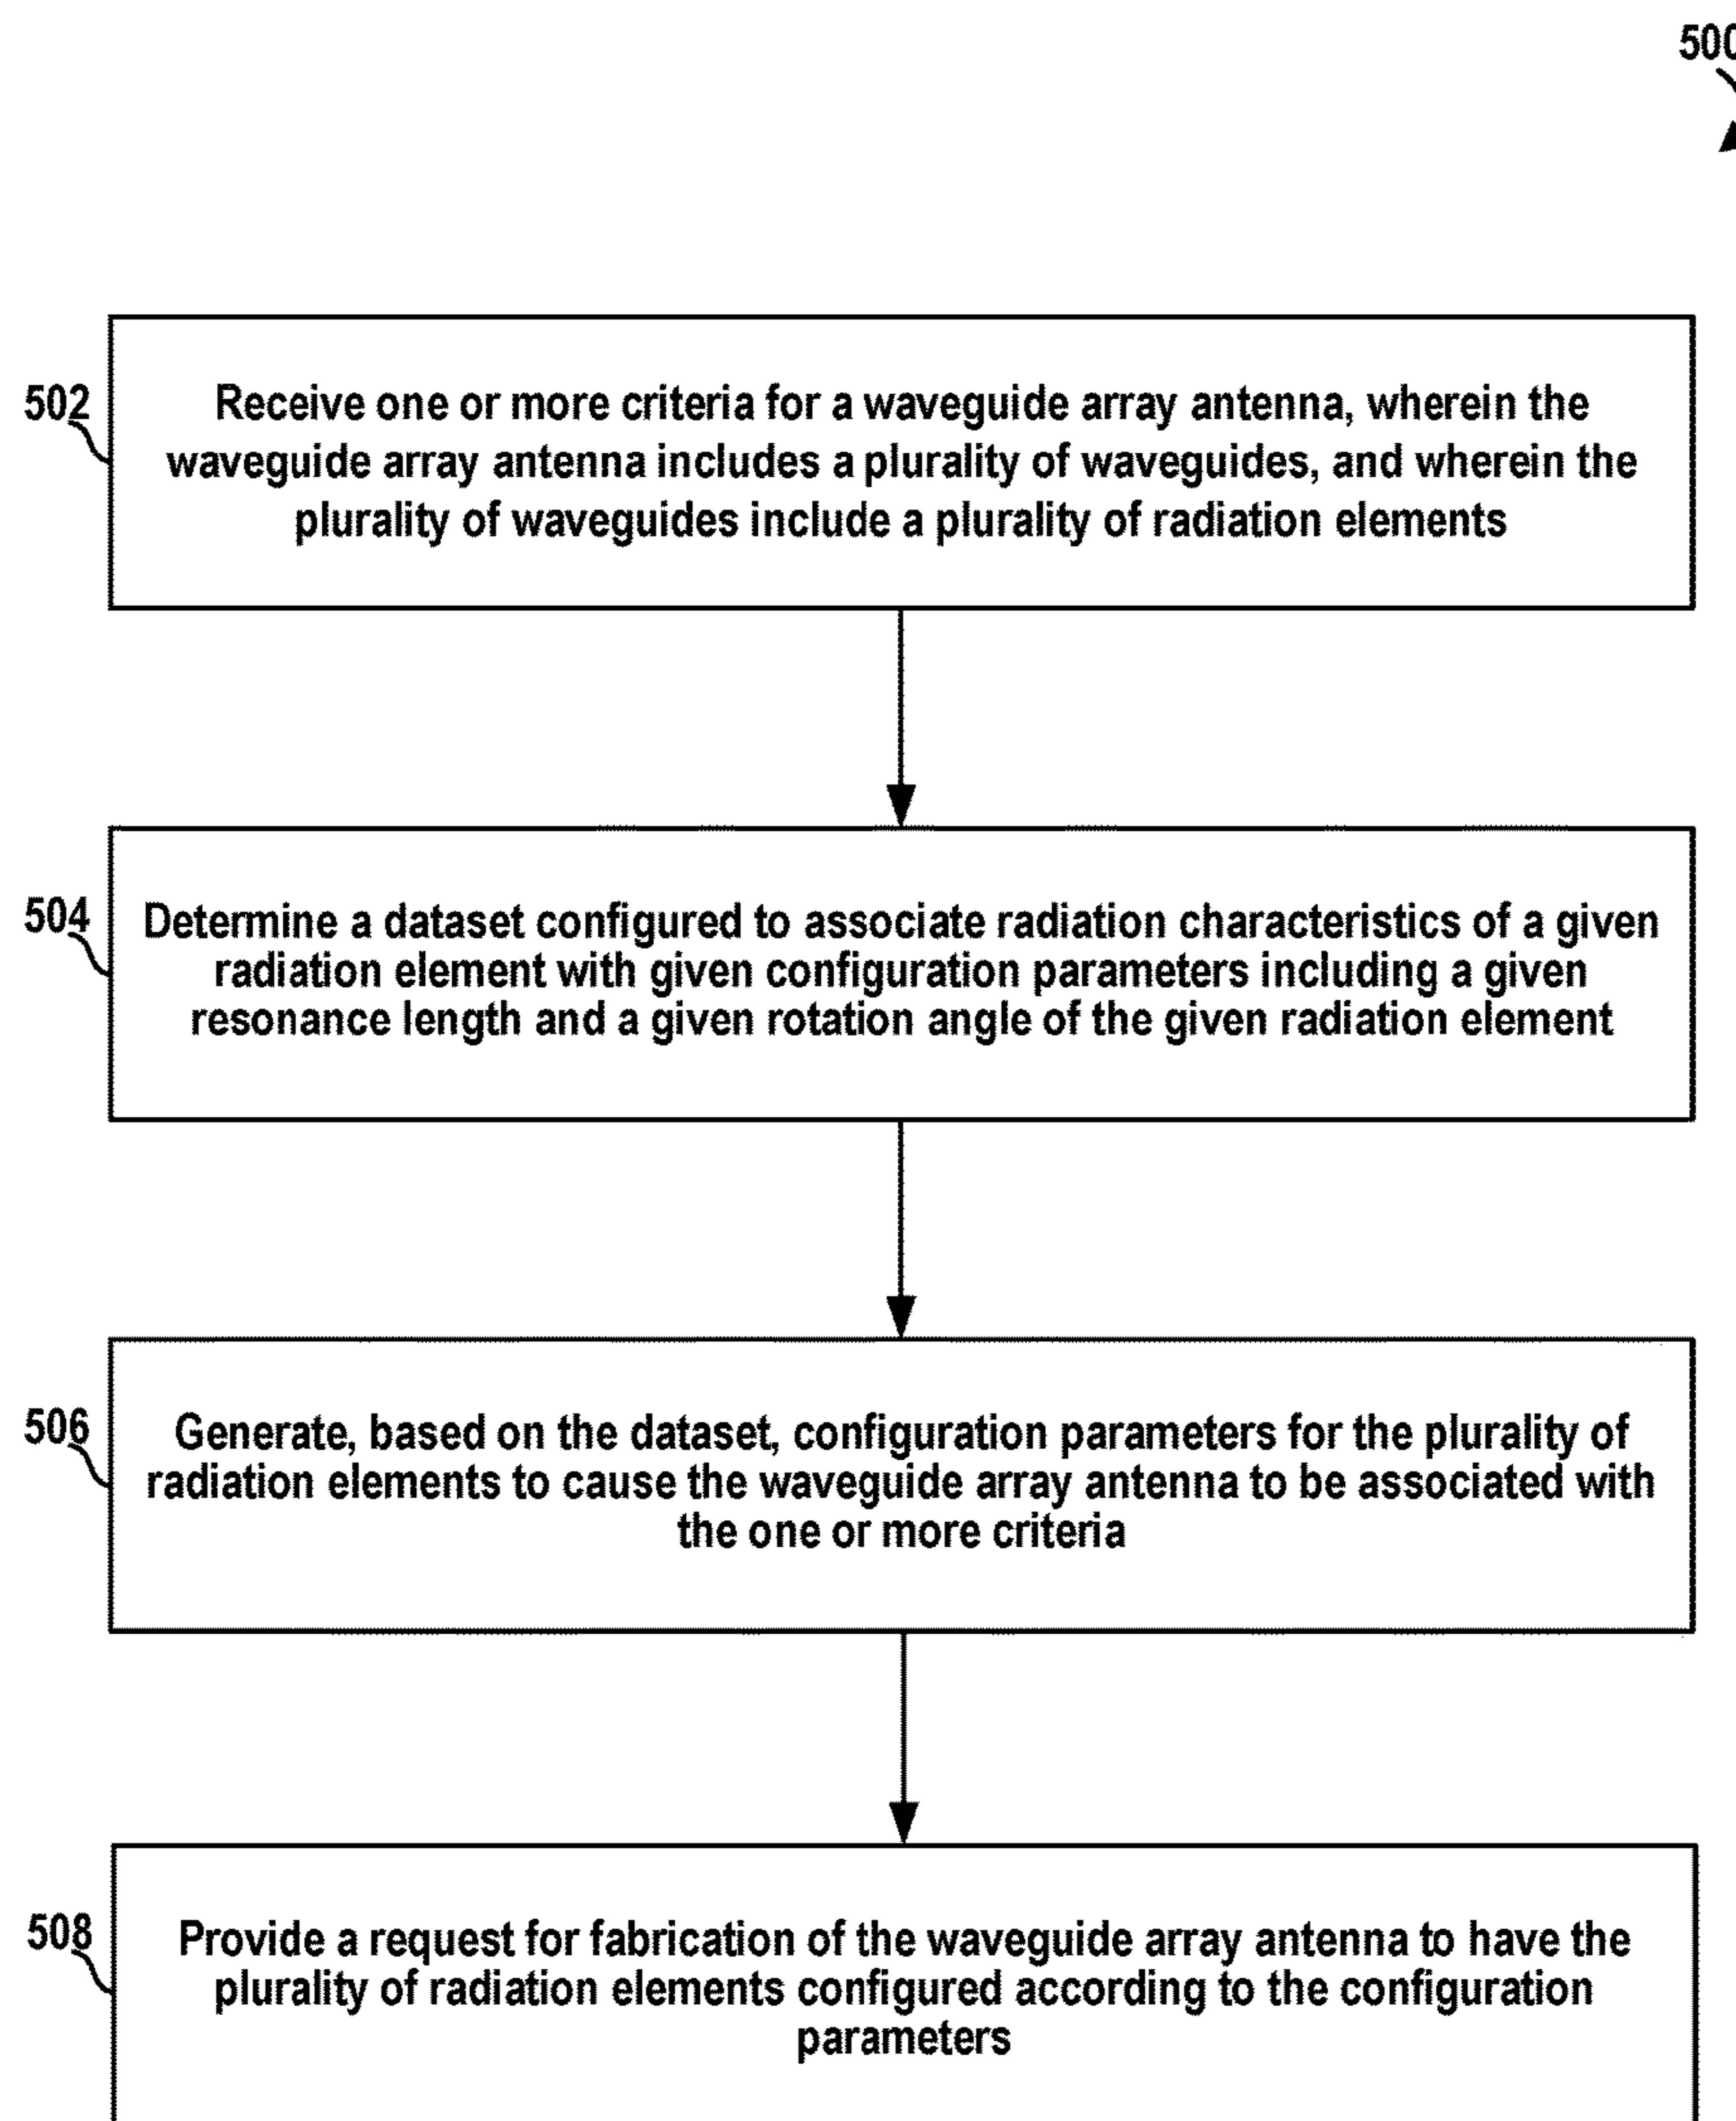 500
502
Receive one or more criteria for a waveguide array antenna, wherein the
waveguide array antenna includes a plurality of waveguides, and wherein the
plurality of waveguides include a plurality of radiation elements
504
Determine a dataset configured to associate radiation characteristics of a given
radiation element with given configuration parameters including a given
resonance length and a given rotation angle of the given radiation element
506
Generate, based on the dataset, configuration parameters for the plurality of
radiation elements to cause the waveguide array antenna to be associated with
the one or more criteria
508
Provide a request for fabrication of the waveguide array antenna to have the
plurality of radiation elements configured according to the configuration
parameters